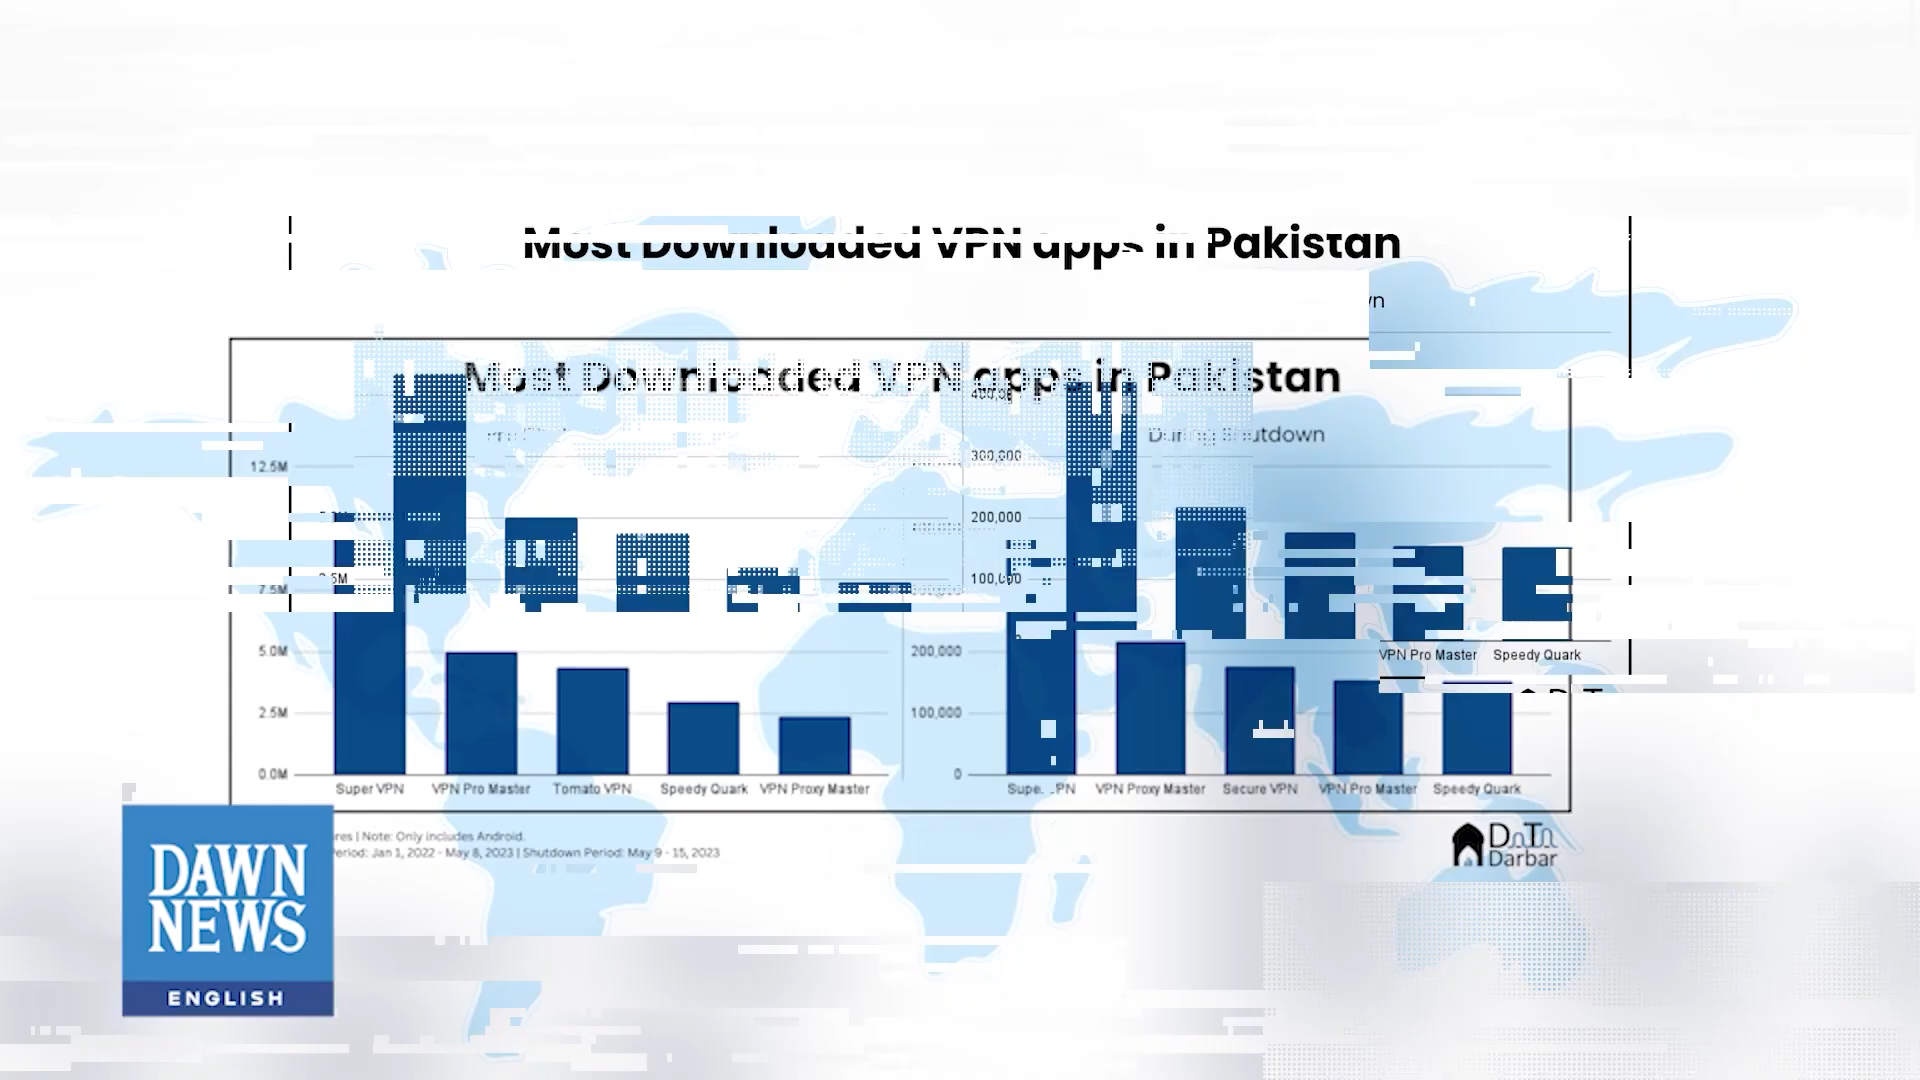 Most Downloaded VPN apps in Pakistan
Most Downloaded VPN apps in Pakistan
During Shutdown
12.5M
7.5M
5.0M
2.5M
0.0M
400,000
300,000
200,000
100,000
200,000
100,000
0
VPN Pro Master Speedy Quark
Super VPN VPN Pro Master Tomato VPN Speedy Quark VPN Proxy Master
VPN Proxy Master Secure VPN VPN Pro Master Speedy Quark
| Note: Only includes Android.
Jan 1, 2022 - May 8, 2023 | Shutdown Period: May 9 - 15, 2023
DaTa
Darbar
DAWN
NEWS
ENGLISH